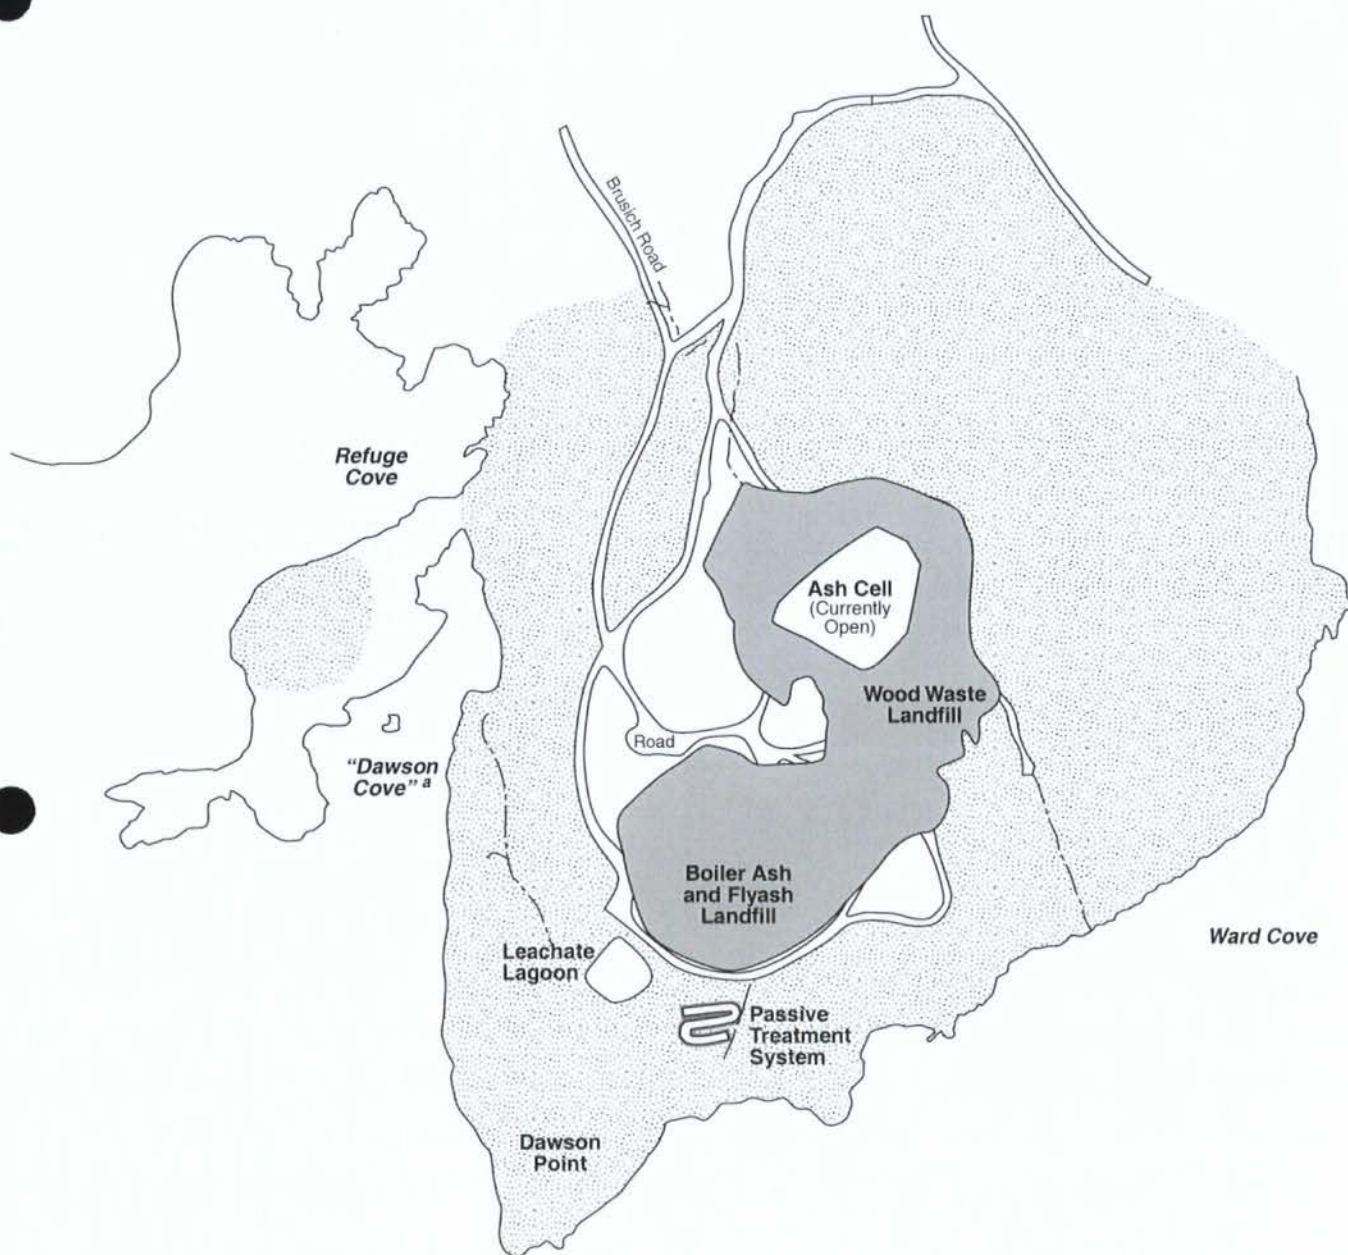 Brusich Road
Refuge
Cove
Ash Cell
(Currently
Open)
Wood Waste
Landfill
Road
"Dawson
Cove" a
Boiler Ash
and Flyash
Landfill
Ward Cove
Leachate
Lagoon
Passive
Treatment
System
Dawson
Point